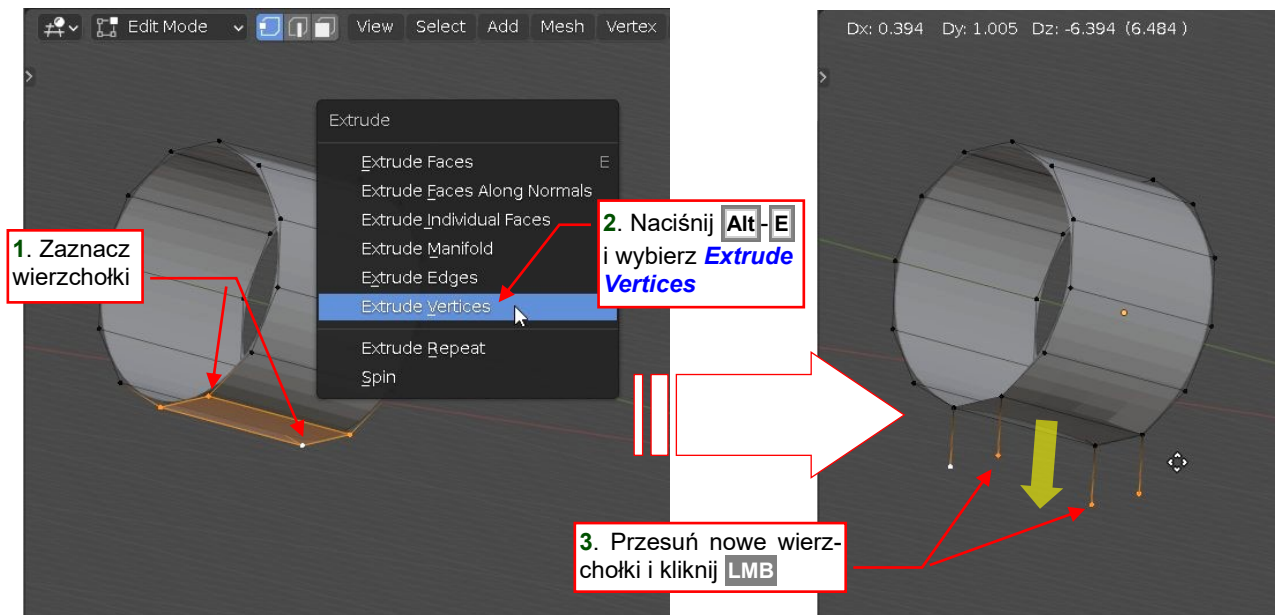 Edit Mode View Select Add Mesh Vertex
Extrude
Extrude Faces E
Extrude Faces Along Normals
Extrude Individual Faces
Extrude Manifold
Extrude Edges
Extrude Vertices
Extrude Repeat
Spin
1. Zaznacz
wierzchołki
2. Naciśnij Alt-E
i wybierz Extrude
Vertices
Dx: 0.394 Dy: 1.005 Dz: -6.394 (6.484 )
3. Przesuń nowe wierz-
chołki i kliknij LMB